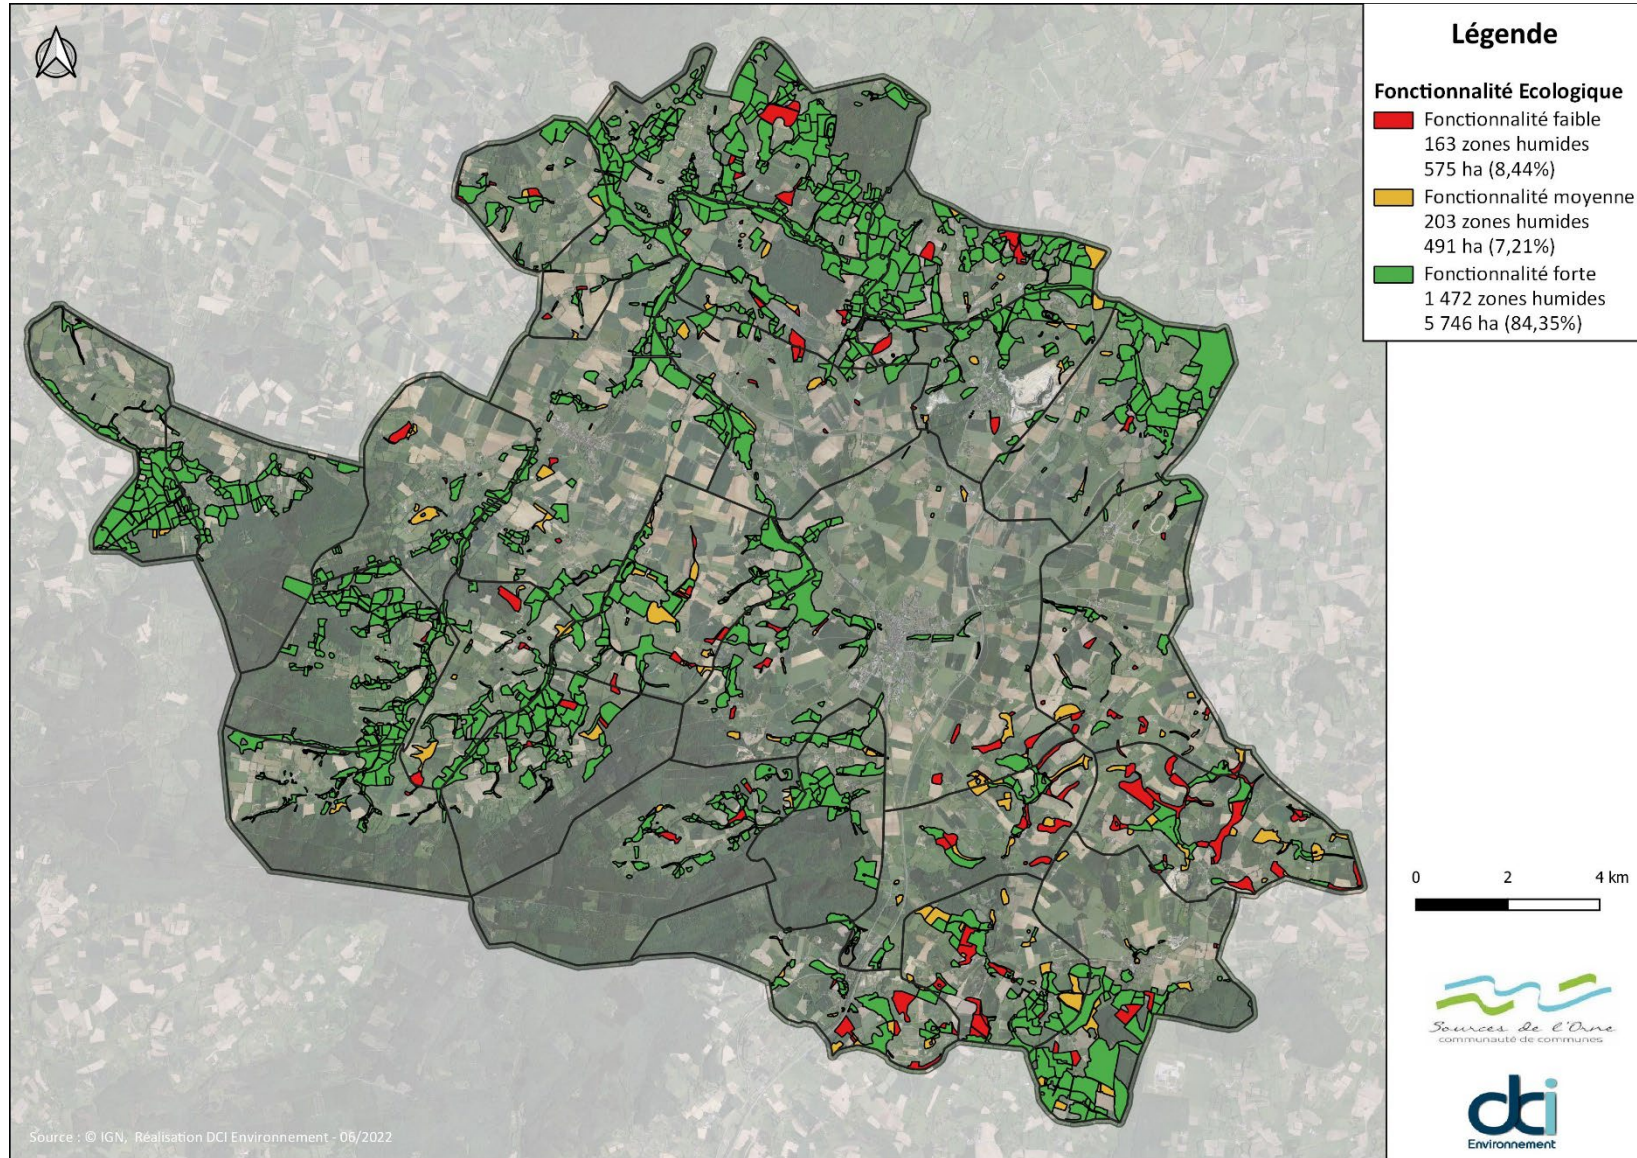 Légende
Fonctionnalité Ecologique
Fonctionnalité faible
163 zones humides
575 ha (8,44%)
Fonctionnalité moyenne
203 zones humides
491 ha (7,21%)
Fonctionnalité forte
1 472 zones humides
5 746 ha (84,35%)
0 2 4 km
Sources de l'Orne
communauté de communes
dci
Environnement
Source : © IGN, Réalisation DCI Environnement - 06/2022